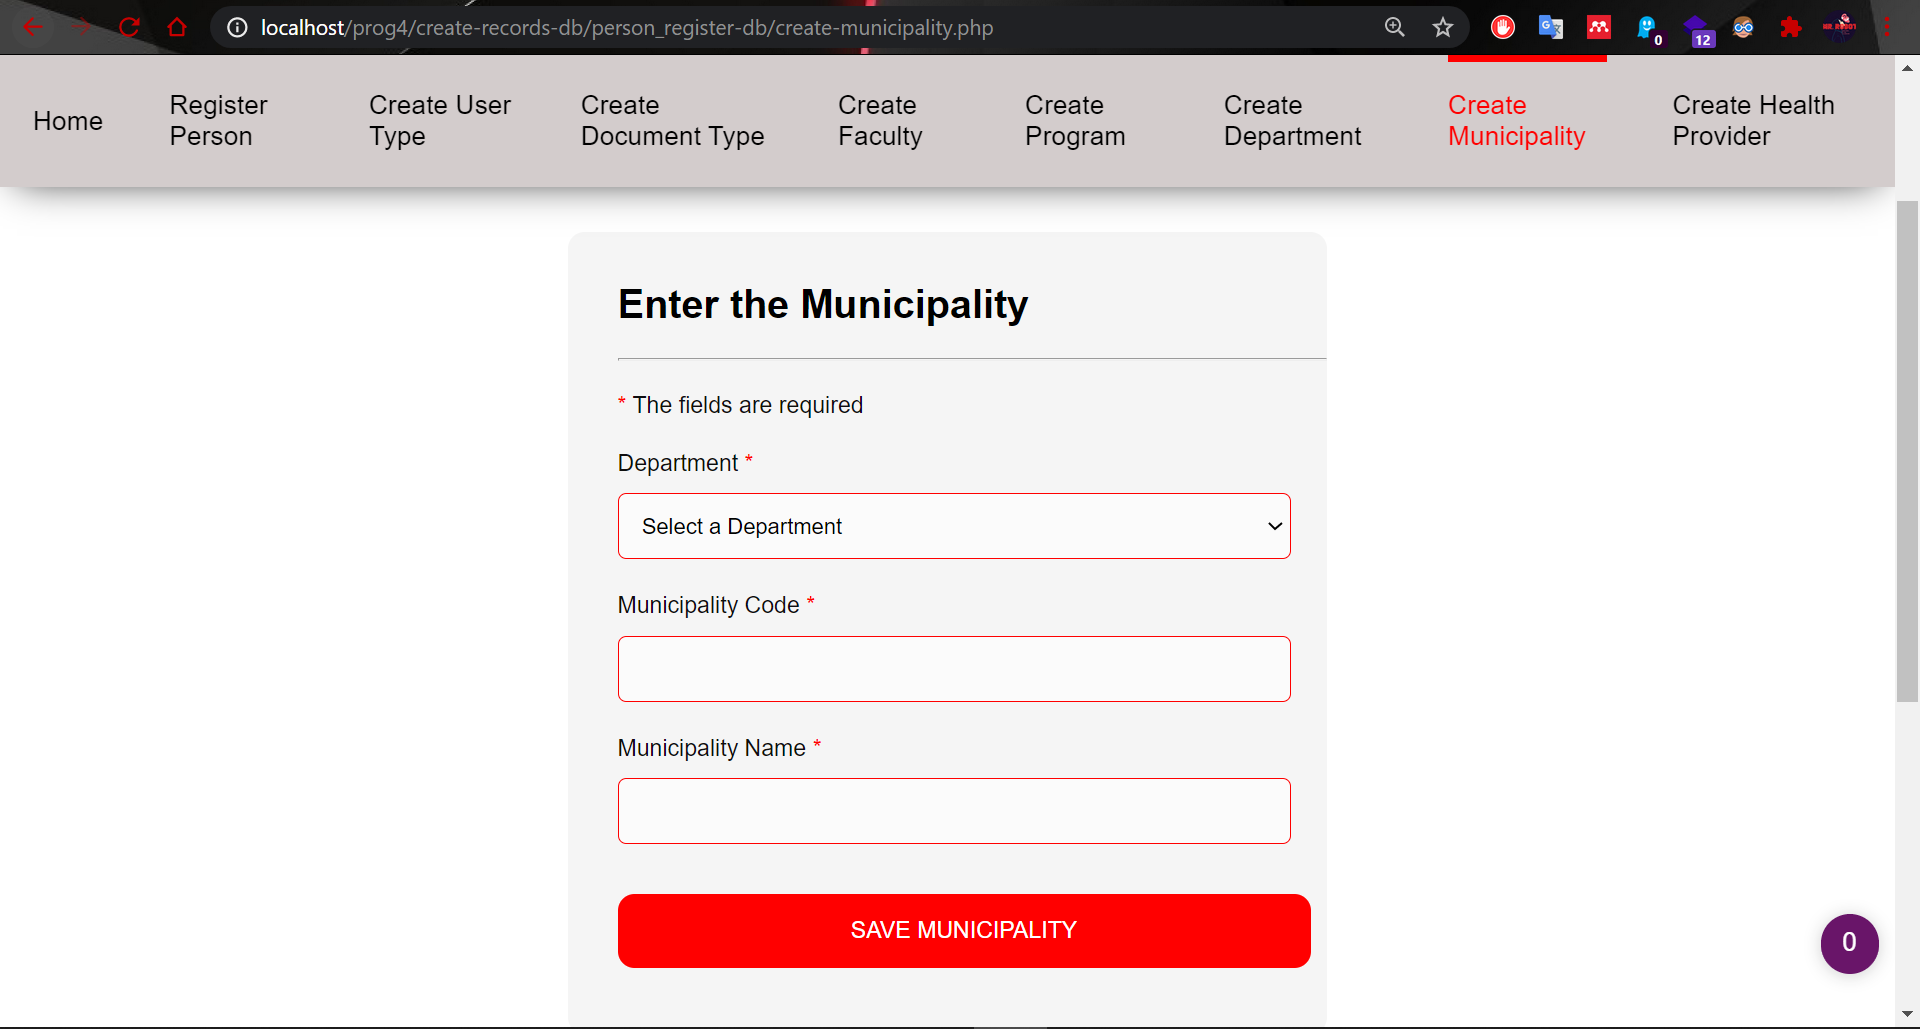 localhost/prog4/create-records-db/person_register-db/create-municipality.php
0
12
Home
Register
Person
Create User
Type
Create
Document Type
Create
Faculty
Create
Program
Create
Department
Create
Municipality
Create Health
Provider
Enter the Municipality
* The fields are required
Department *
Select a Department
Municipality Code *
Municipality Name *
SAVE MUNICIPALITY
0